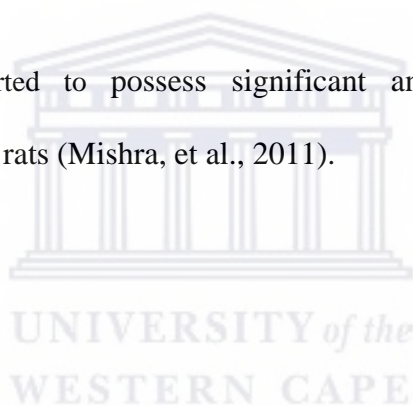 rted to possess significant an
rats (Mishra, et al., 2011).
UNIVERSITY of the
WESTERN CAPE